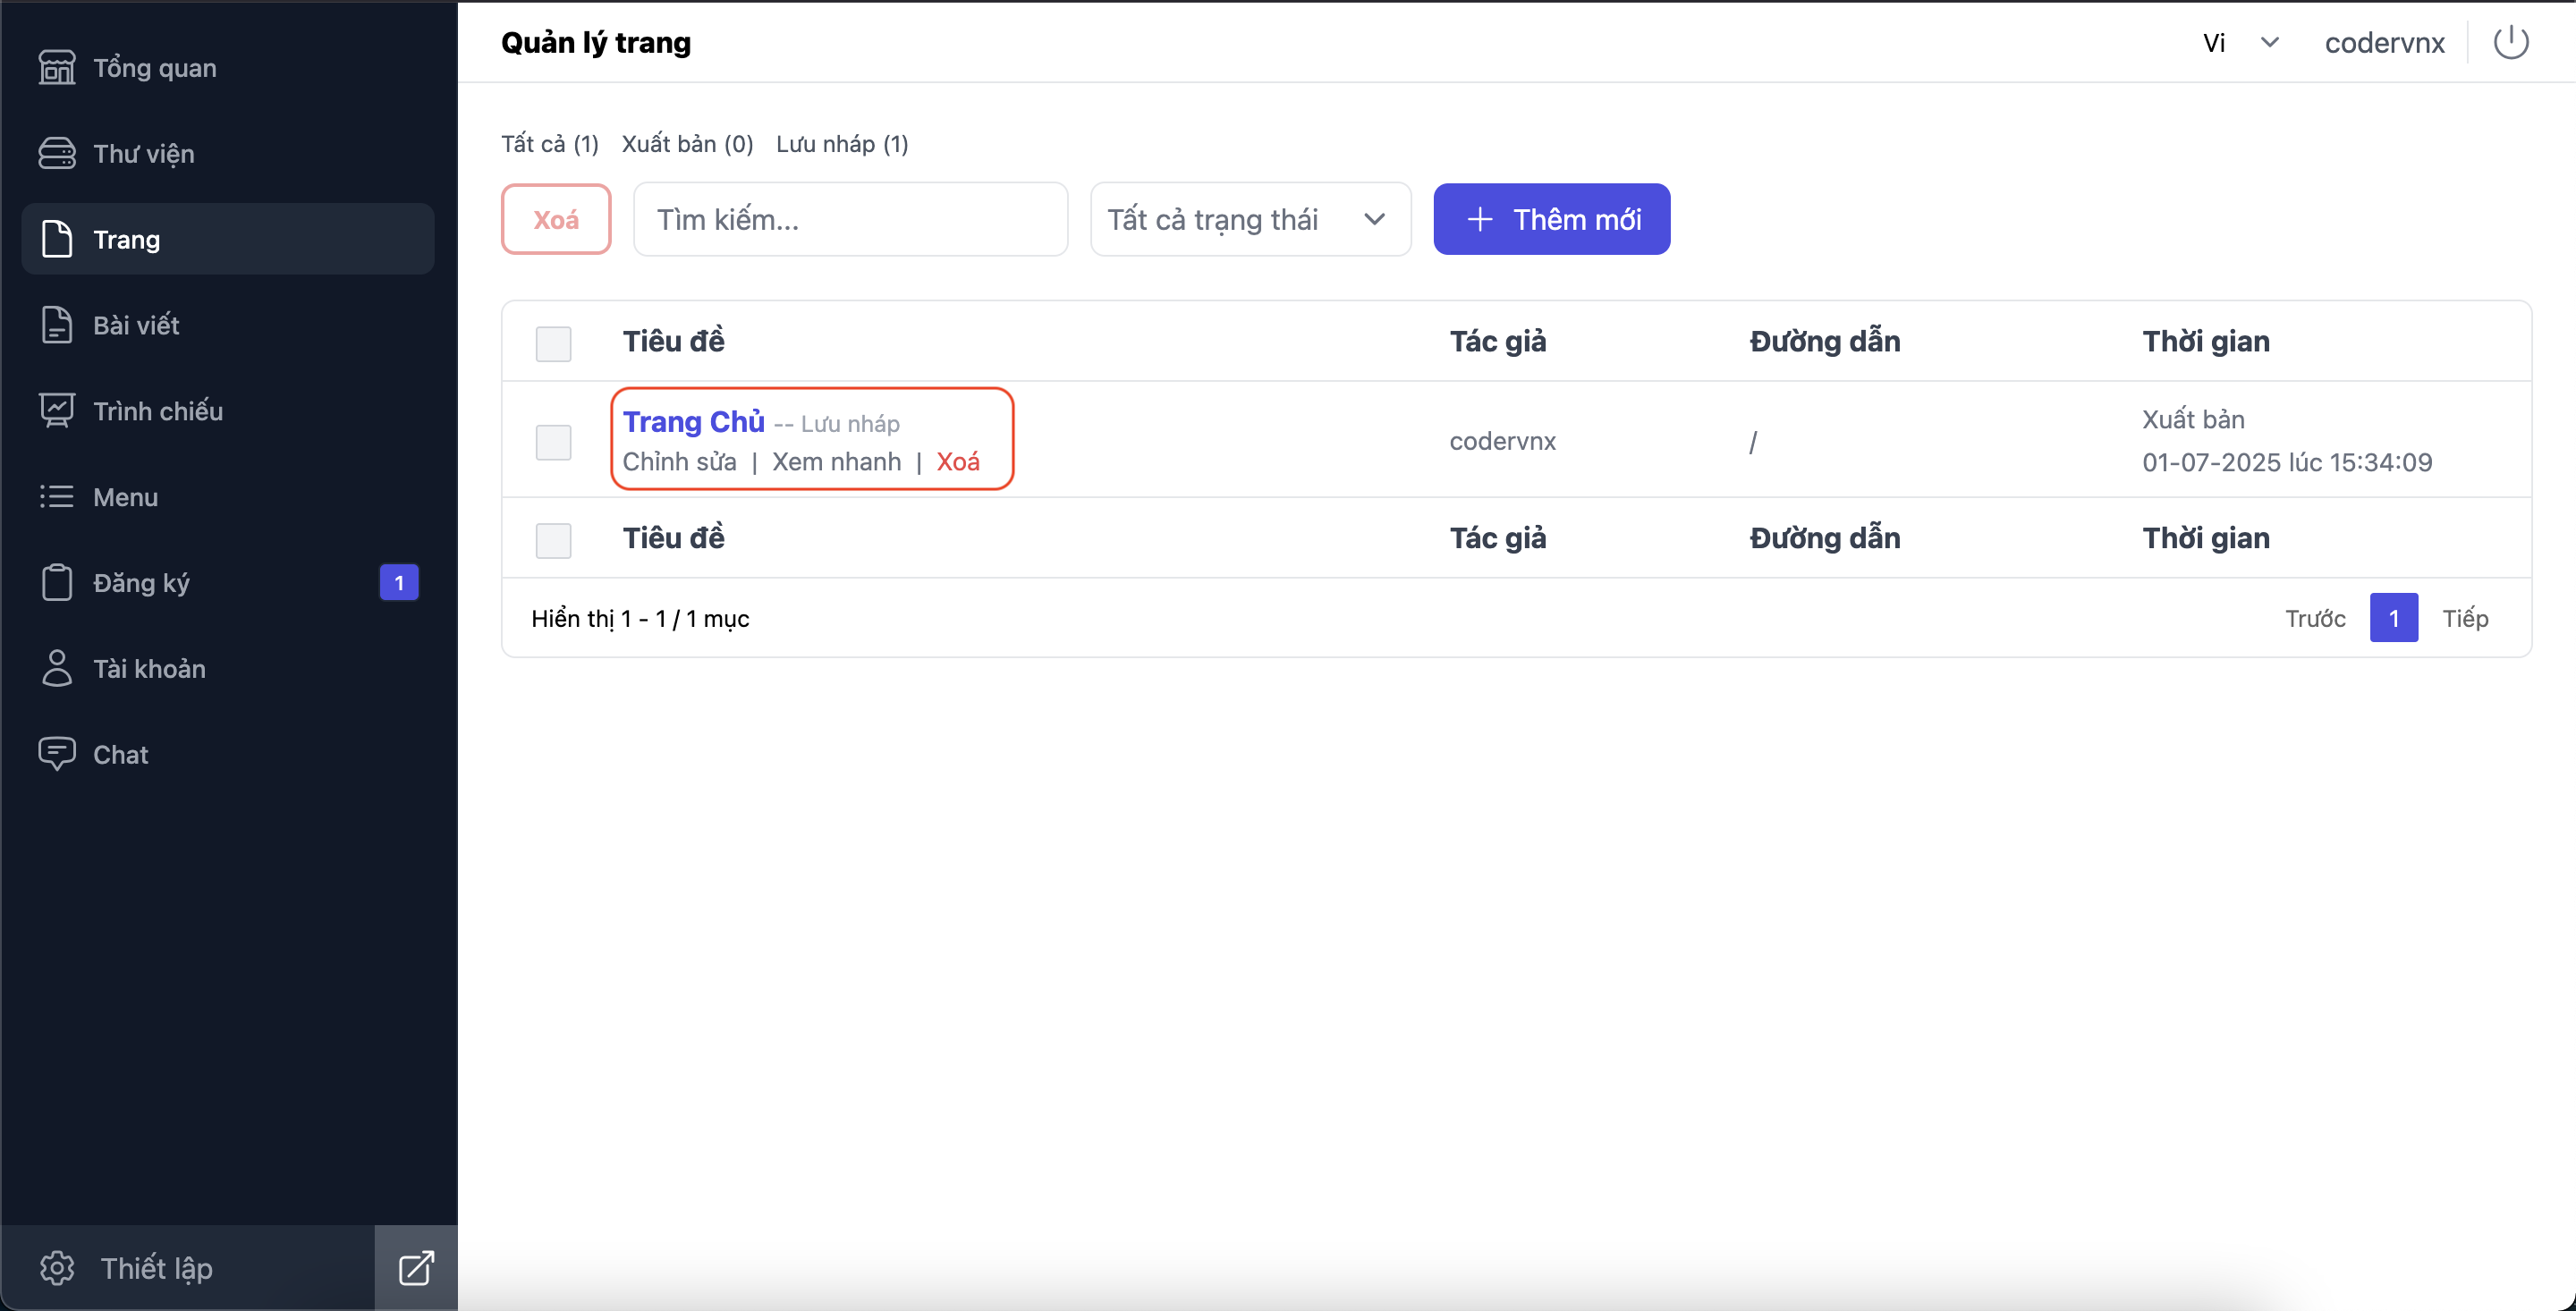 Tổng quan
Thư viện
Trang
Bài viết
Trình chiếu
Menu
Đăng ký 1
Tài khoản
Chat
Thiết lập
Quản lý trang
Vi codervnx
Tất cả (1) Xuất bản (0) Lưu nháp (1)
Xoá Tìm kiếm... Tất cả trạng thái Thêm mới
Tiêu đề Tác giả Đường dẫn Thời gian
Trang Chủ -- Lưu nháp
Chỉnh sửa | Xem nhanh | Xoá
codervnx
/
Xuất bản
01-07-2025 lúc 15:34:09
Tiêu đề Tác giả Đường dẫn Thời gian
Hiển thị 1 - 1 / 1 mục
Trước 1 Tiếp